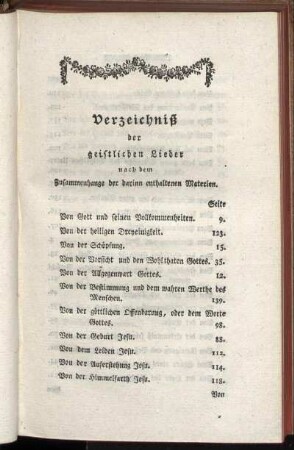 Verzeichniß
der
geistlichen Lieder
nach dem
Zusammenhange der darinn enthaltenen Materien.
Seite
Von Gott und seinen Vollkommenheiten. 9.
Von der heiligen Dreyeinigkeit. 123.
Von der Schöpfung. 15.
Von der Vorsicht und den Wohlthaten Gottes. 35.
Von der Allgegenwart Gottes. 12.
Von der Bestimmung und dem wahren Werthe des
Menschen. 139.
Von der göttlichen Offenbarung, oder dem Worte
Gottes. 98.
Von der Geburt Jesu. 88.
Von dem Leiden Jesu. 112.
Von der Auferstehung Jesu. 114.
Von der Himmelfarth Jesu. 118.
Von